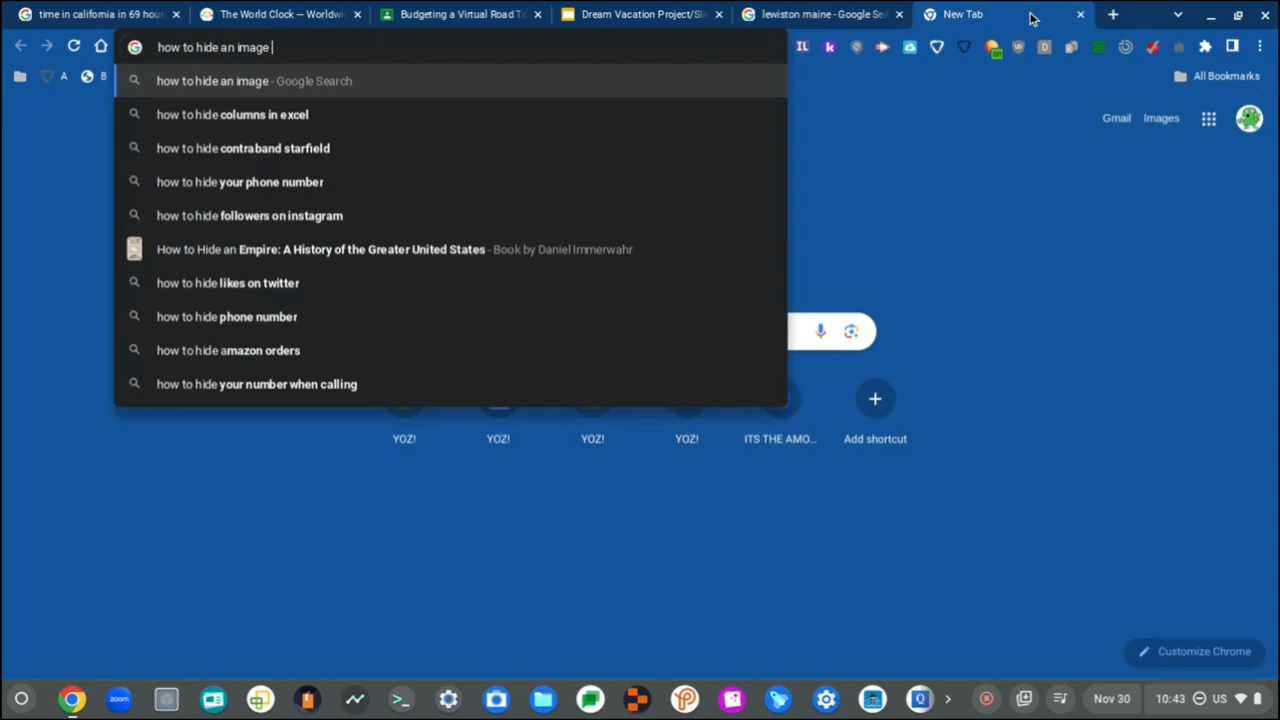 time in california in 69 hour
The World Clock — Worldwi
Budgeting a Virtual Road T
Dream Vacation Project/Sli
lewiston maine - Google Se
New Tab
how to hide an image
IL
k
UD
on
D
A
B
All Bookmarks
how to hide an image - Google Search
Gmail
Images
how to hide columns in excel
how to hide contraband starfield
how to hide your phone number
how to hide followers on instagram
How to Hide an Empire: A History of the Greater United States - Book by Daniel Immerwahr
how to hide likes on twitter
how to hide phone number
how to hide amazon orders
how to hide your number when calling
YOZ!
YOZ!
YOZ!
YOZ!
ITS THE AMO...
Add shortcut
Customize Chrome
zoom
Nov 30
10:43
US